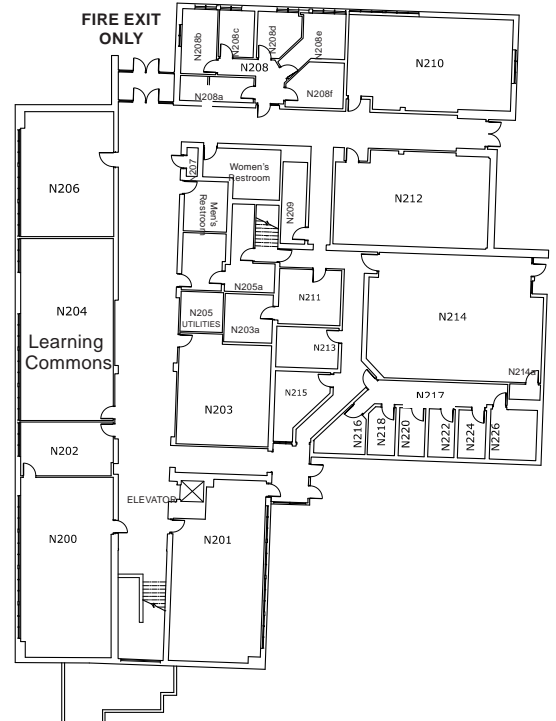 FIRE EXIT
ONLY
N208b
N208c
N208d
N208e
N208
N208a
N208f
N210
N206
N207
Women's
Restroom
Men's
Restroom
N209
N212
N204
Learning
Commons
N205a
N205
UTILITIES
N203a
N211
N213
N214
N214a
N215
N217
N203
N202
N216
N218
N220
N222
N224
N226
ELEVATOR
N200
N201